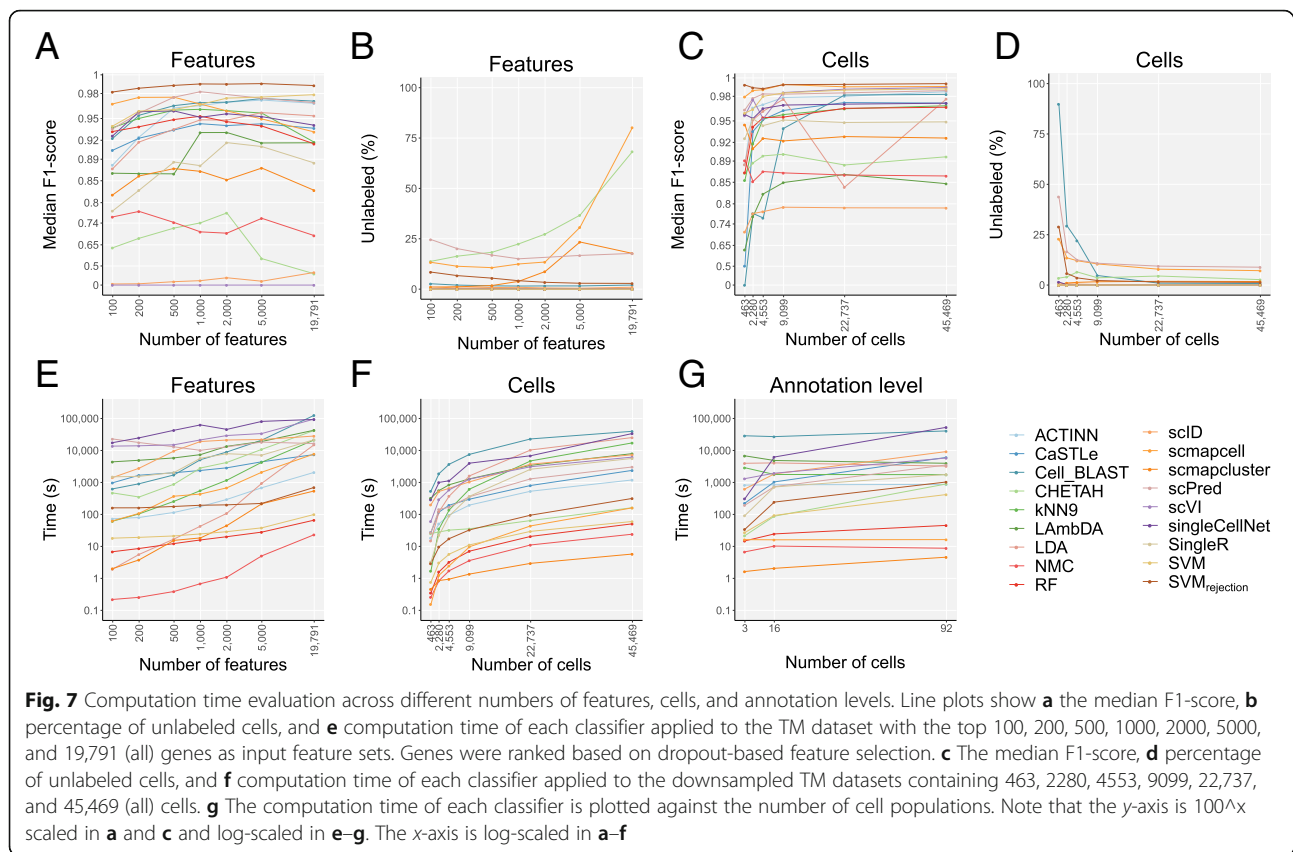 A
Features
Median F1-score
1
0.98
0.95
0.92
0.89
0.85
0.8
0.74
0.65
0.5
0
100
200
500
1,000
2,000
5,000
19,791
Number of features
B
Features
Unlabeled (%)
100
75
50
25
0
100
200
500
1,000
2,000
5,000
19,791
Number of features
C
Cells
Median F1-score
1
0.98
0.95
0.92
0.89
0.85
0.8
0.74
0.65
0.5
0
463
2,280
4,553
9,099
22,737
45,469
Number of cells
D
Cells
Unlabeled (%)
100
75
50
25
0
463
2,280
4,553
9,099
22,737
45,469
Number of cells
E
Features
Time (s)
100,000
10,000
1,000
100
10
1
0.1
100
200
500
1,000
2,000
5,000
19,791
Number of features
F
Cells
Time (s)
100,000
10,000
1,000
100
10
1
0.1
463
2,280
4,553
9,099
22,737
45,469
Number of cells
G
Annotation level
Time (s)
100,000
10,000
1,000
100
10
1
0.1
3
16
92
Number of cells
ACTINN
CaSTLe
Cell_BLAST
CHETAH
kNN9
LAmbDA
LDA
NMC
RF
scID
scmapcell
scmapcluster
scPred
scVI
singleCellNet
SingleR
SVM
SVMrejection
Fig. 7 Computation time evaluation across different numbers of features, cells, and annotation levels. Line plots show a the median F1-score, b
percentage of unlabeled cells, and e computation time of each classifier applied to the TM dataset with the top 100, 200, 500, 1000, 2000, 5000,
and 19,791 (all) genes as input feature sets. Genes were ranked based on dropout-based feature selection. c The median F1-score, d percentage
of unlabeled cells, and f computation time of each classifier applied to the downsampled TM datasets containing 463, 2280, 4553, 9099, 22,737,
and 45,469 (all) cells. g The computation time of each classifier is plotted against the number of cell populations. Note that the y-axis is 100^x
scaled in a and c and log-scaled in e–g. The x-axis is log-scaled in a–f